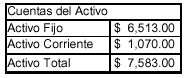 Cuentas del Activo
Activo Fijo $ 6,513.00
Activo Corriente $ 1,070.00
Activo Total $ 7,583.00